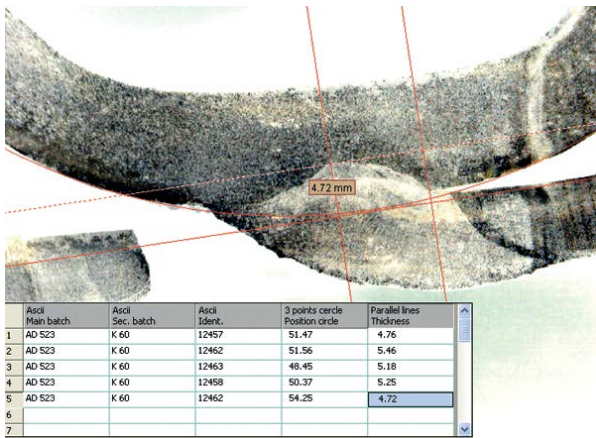 4.72 mm
Ascii Ascii Ascii 3 points cercle Parallel lines
Main batch Sec. batch Ident. Position circle Thickness
1 AD 523 K 60 12457 51.47 4.76
2 AD 523 K 60 12462 51.56 5.46
3 AD 523 K 60 12463 48.45 5.18
4 AD 523 K 60 12458 50.37 5.25
5 AD 523 K 60 12462 54.25 4.72
6
7